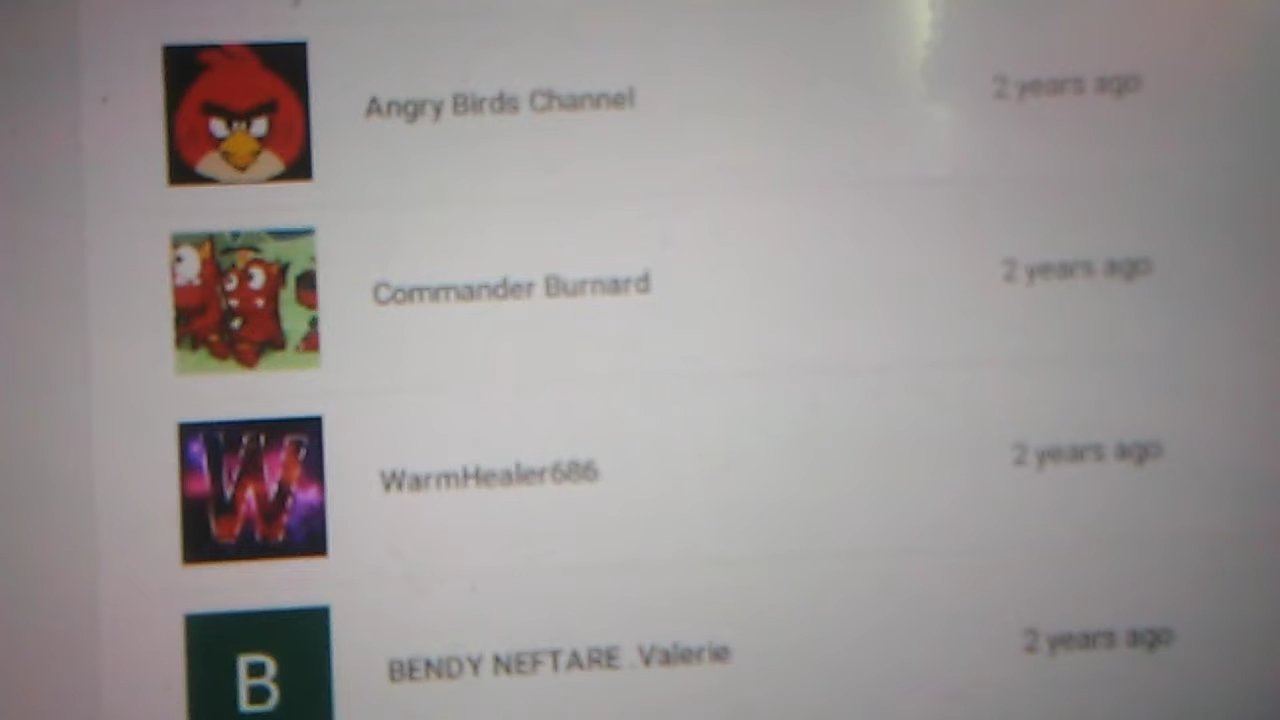 Angry Birds Channel 2 years ago
Commander Burnard 2 years ago
W
WarmHealer686 2 years ago
B
BENDY NEFTARE .Valerie 2 years ago